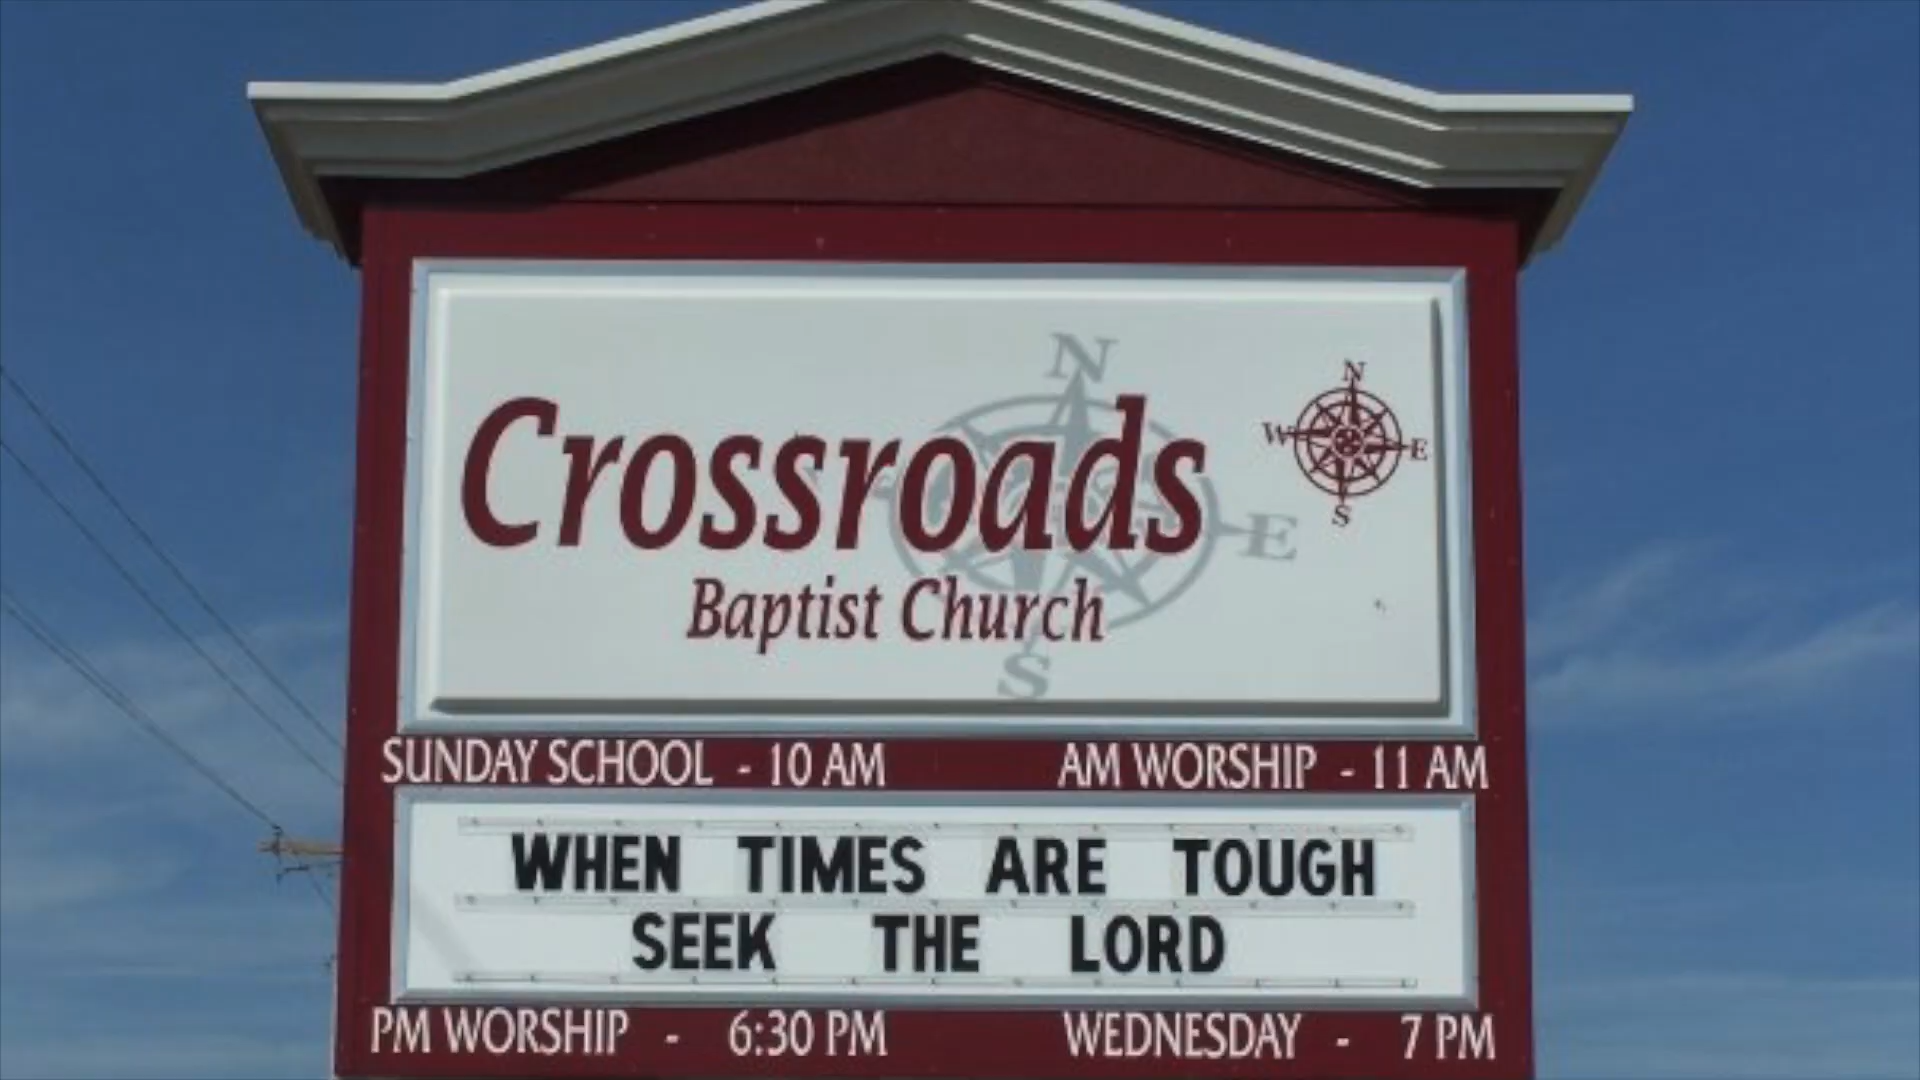 N
N
W E
Crossroads
S
E
Baptist Church
S
SUNDAY SCHOOL - 10 AM AM WORSHIP - 11 AM
WHEN TIMES ARE TOUGH
SEEK THE LORD
PM WORSHIP - 6:30 PM WEDNESDAY - 7 PM